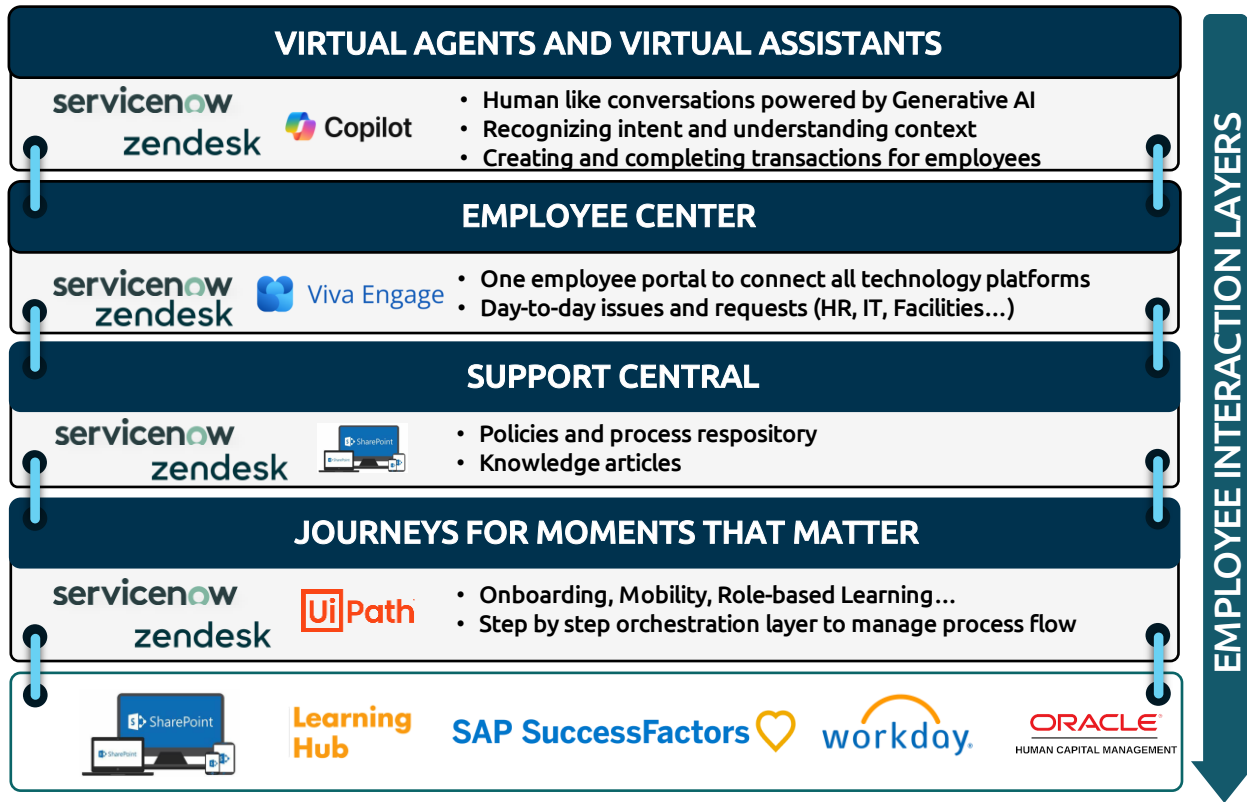 VIRTUAL AGENTS AND VIRTUAL ASSISTANTS
servicenow
zendesk
Copilot
• Human like conversations powered by Generative AI
• Recognizing intent and understanding context
• Creating and completing transactions for employees
EMPLOYEE CENTER
servicenow
zendesk
Viva Engage
• One employee portal to connect all technology platforms
• Day-to-day issues and requests (HR, IT, Facilities...)
SUPPORT CENTRAL
servicenow
zendesk
SharePoint
SharePoint
• Policies and process respository
• Knowledge articles
JOURNEYS FOR MOMENTS THAT MATTER
servicenow
zendesk
UiPath
• Onboarding, Mobility, Role-based Learning...
• Step by step orchestration layer to manage process flow
SharePoint
SharePoint
Learning
Hub
SAP SuccessFactors
workday.
ORACLE
HUMAN CAPITAL MANAGEMENT
EMPLOYEE INTERACTION LAYERS